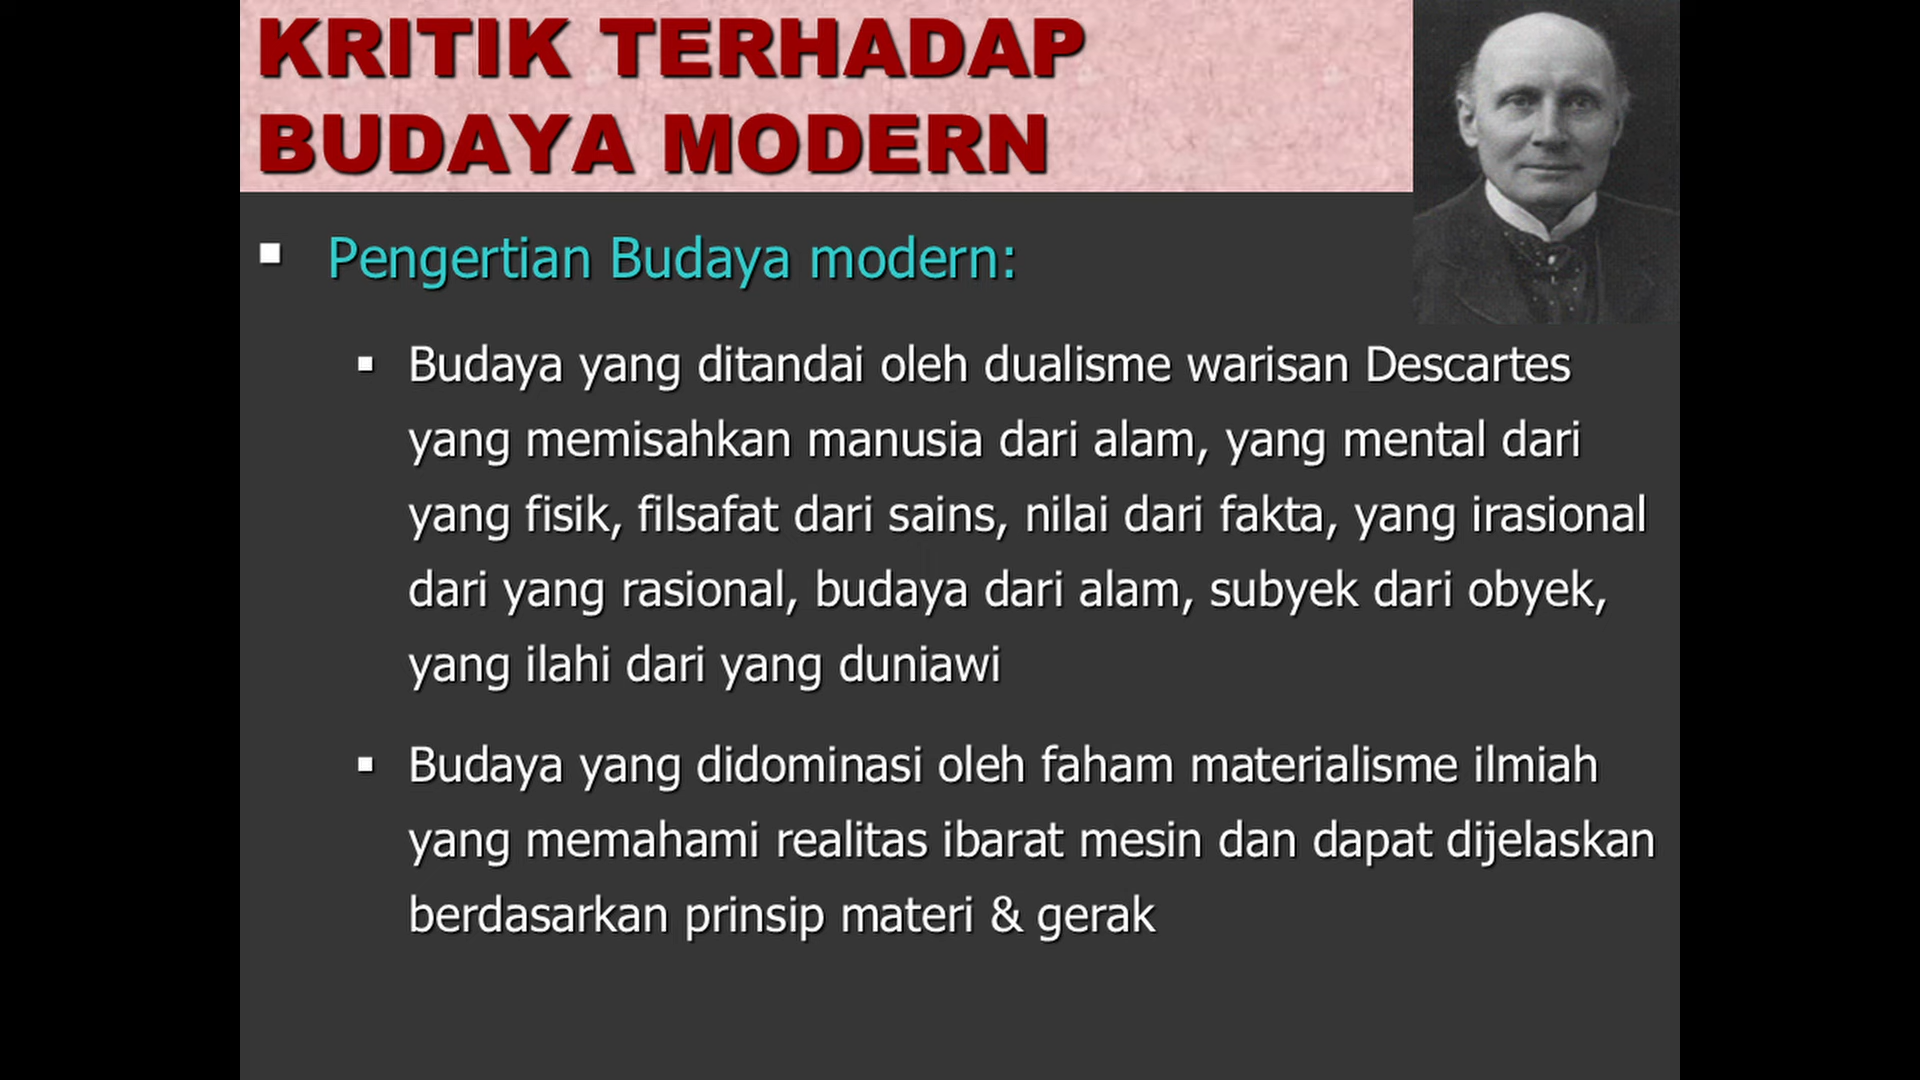 KRITIK TERHADAP
BUDAYA MODERN
Pengertian Budaya modern:
Budaya yang ditandai oleh dualisme warisan Descartes
yang memisahkan manusia dari alam, yang mental dari
yang fisik, filsafat dari sains, nilai dari fakta, yang irasional
dari yang rasional, budaya dari alam, subyek dari obyek,
yang ilahi dari yang duniawi
Budaya yang didominasi oleh faham materialisme ilmiah
yang memahami realitas ibarat mesin dan dapat dijelaskan
berdasarkan prinsip materi & gerak